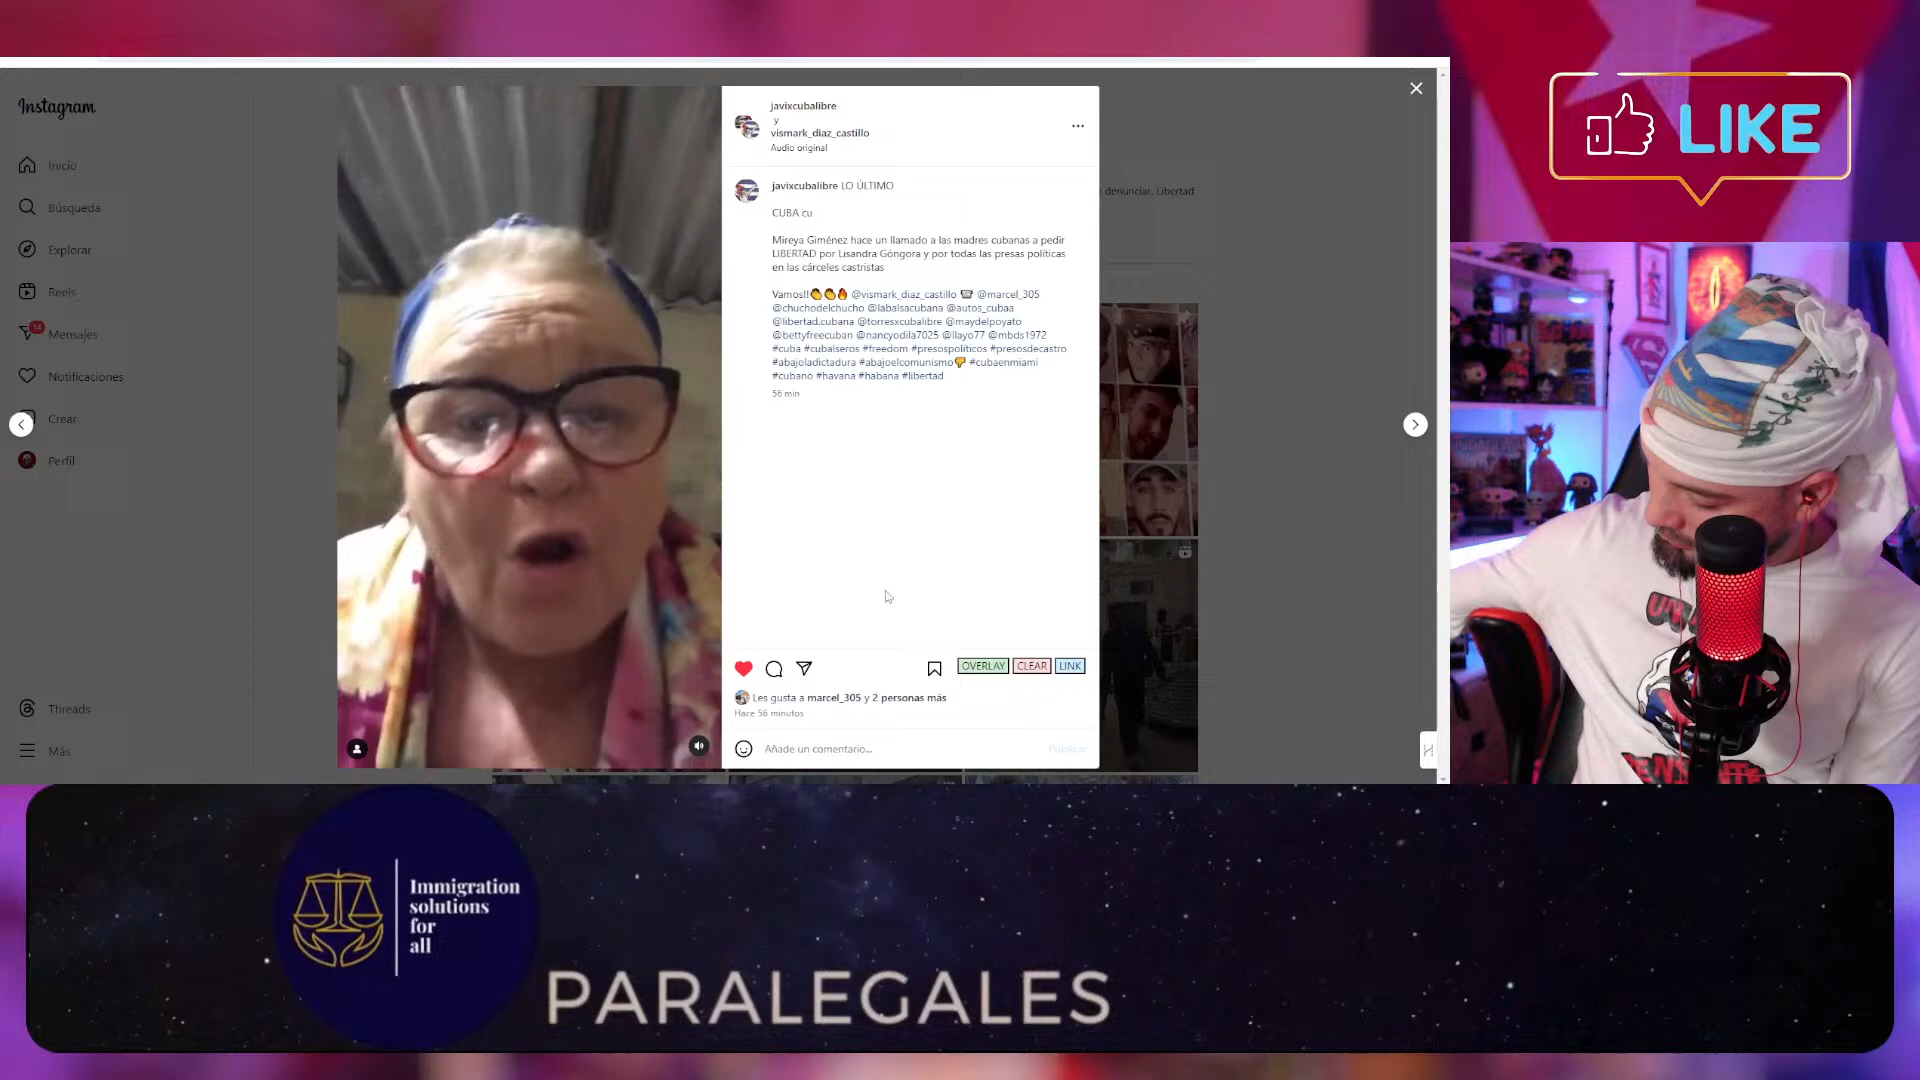 Instagram
Inicio
Búsqueda
Explorar
Reels
14
Mensajes
Notificaciones
Crear
Perfil
Threads
Más
javixcubalibre
y
vismark_diaz_castillo
Audio original
javixcubalibre LO ÚLTIMO
CUBA cu
Mireya Giménez hace un llamado a las madres cubanas a pedir
LIBERTAD por Lisandra Góngora y por todas las presas políticas
en las cárceles castristas
Vamos!!👏👏🔥 @vismark_diaz_castillo @marcel_305
@chuchodelchucho @labalsacubana @autos_cubaa
@libertad.cubana @torresxcubalibre @maydelpoyato
@bettyfreecuban @nancyodila7025 @llayo77 @mbds1972
#cuba #cubalseros #freedom #presospolíticos #presosdecastro
#abajoladictadura #abajoelcomunismo👎 #cubaenmiami
#cubano #havana #habana #libertad
56 min
OVERLAY CLEAR LINK
Les gusta a marcel_305 y 2 personas más
Hace 56 minutos
Añade un comentario...
Publicar
denunciar. Libertad
LIKE
Immigration
solutions
for
all
PARALEGALES